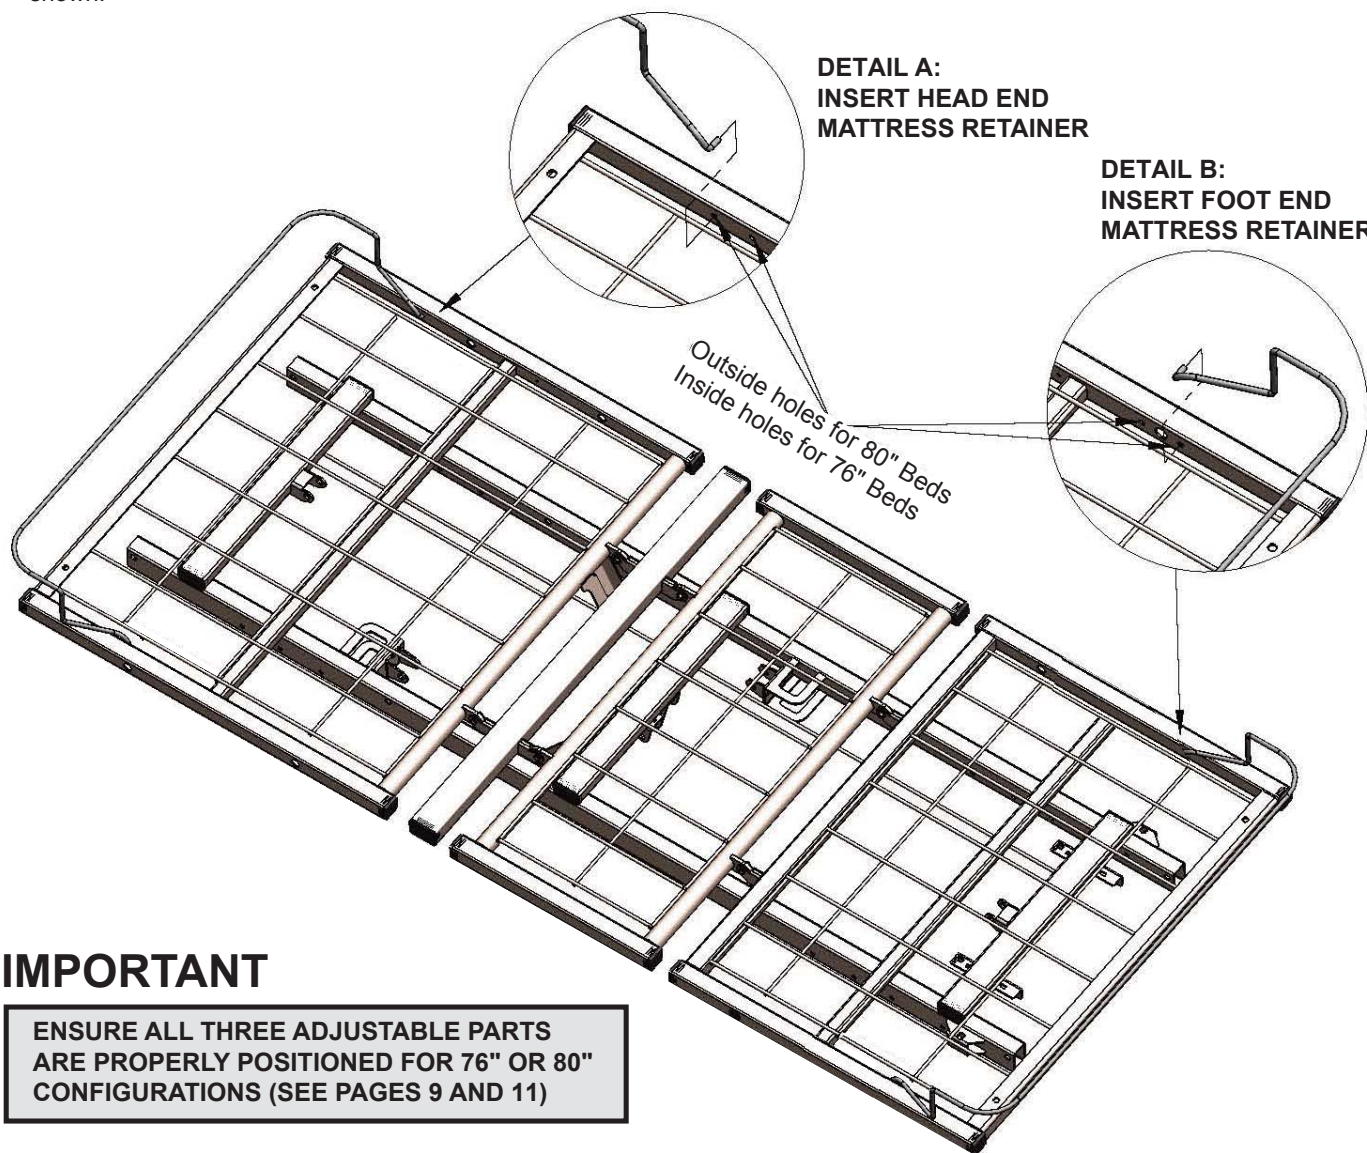 shown.
DETAIL A:
INSERT HEAD END
MATTRESS RETAINER
DETAIL B:
INSERT FOOT END
MATTRESS RETAINER
Outside holes for 80" Beds
Inside holes for 76" Beds
IMPORTANT
ENSURE ALL THREE ADJUSTABLE PARTS
ARE PROPERLY POSITIONED FOR 76" OR 80"
CONFIGURATIONS (SEE PAGES 9 AND 11)